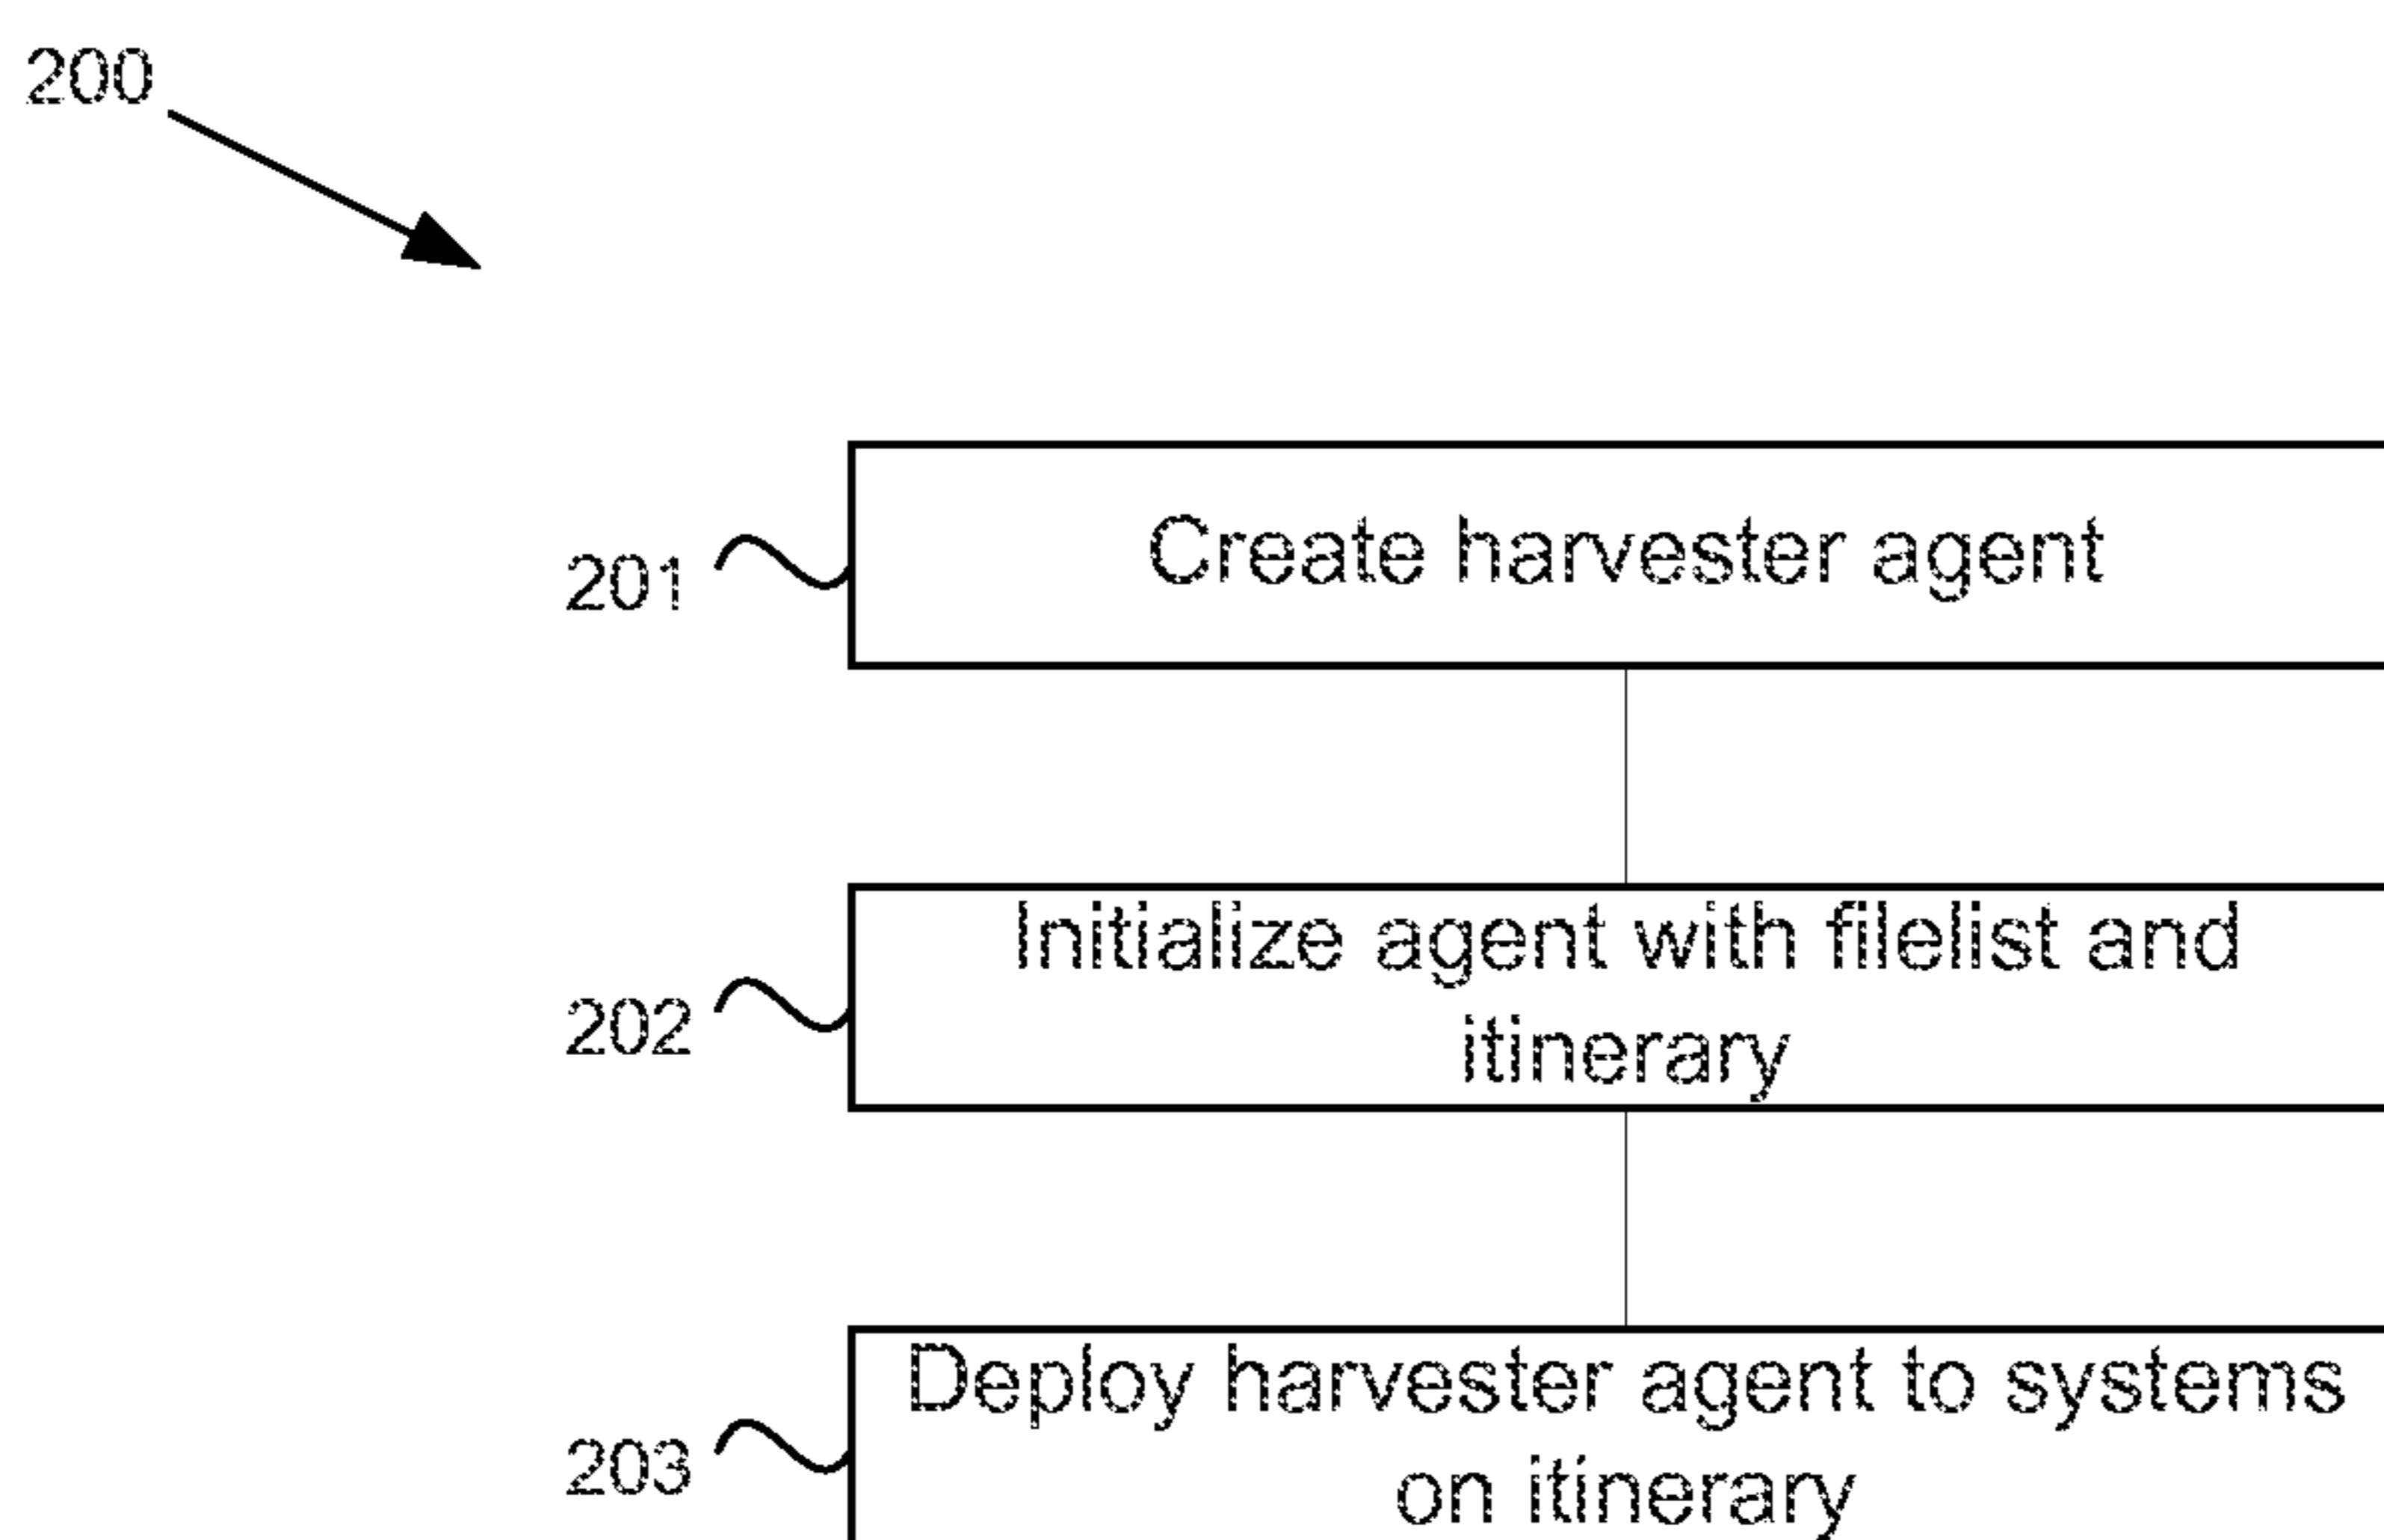 200
201
Create harvester agent
202
Initialize agent with filelist and
itinerary
203
Deploy harvester agent to systems
on itinerary